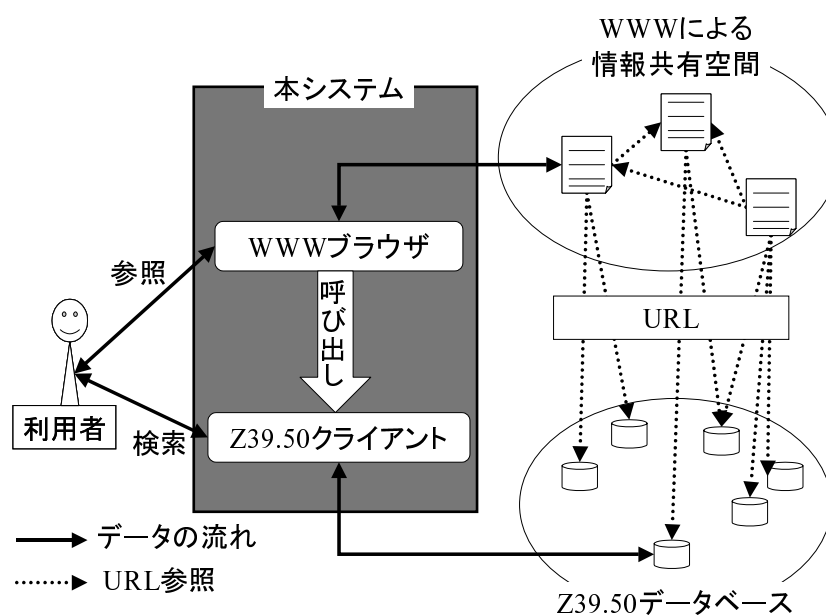 WWWによる
情報共有空間
本システム
WWWブラウザ
参照
呼び出し
URL
利用者
検索
Z39.50クライアント
データの流れ
URL参照
Z39.50データベース